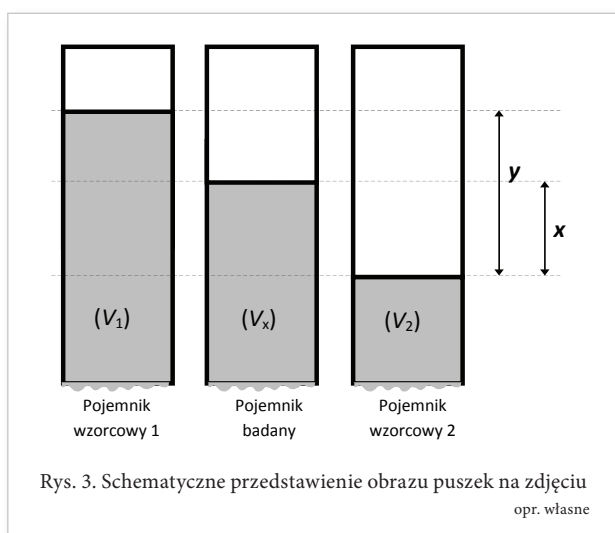 y
x
(V₁)
(Vₓ)
(V₂)
Pojemnik
wzorcowy 1
Pojemnik
badany
Pojemnik
wzorcowy 2
Rys. 3. Schematyczne przedstawienie obrazu puszek na zdjęciu
opr. własne